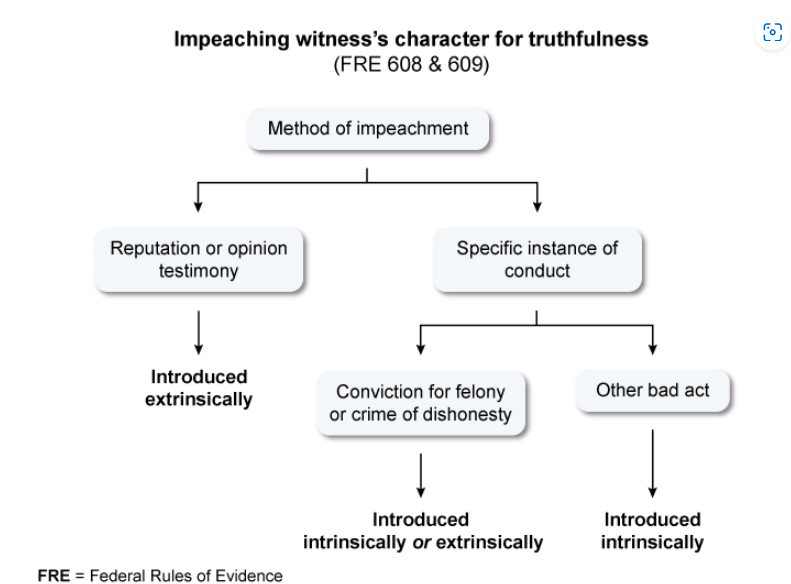 Impeaching witness's character for truthfulness
(FRE 608 & 609)
Method of impeachment
Reputation or opinion
testimony
Specific instance of
conduct
Introduced
extrinsically
Conviction for felony
or crime of dishonesty
Other bad act
Introduced
intrinsically or extrinsically
Introduced
intrinsically
FRE = Federal Rules of Evidence